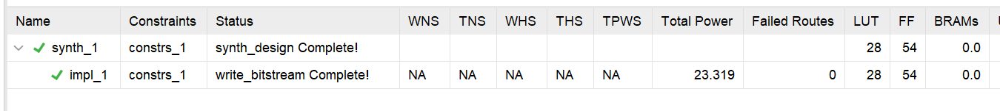 Name Constraints Status WNS TNS WHS THS TPWS Total Power Failed Routes LUT FF BRAMs
synth_1 constrs_1 synth_design Complete! 28 54 0.0
impl_1 constrs_1 write_bitstream Complete! NA NA NA NA NA 23.319 0 28 54 0.0